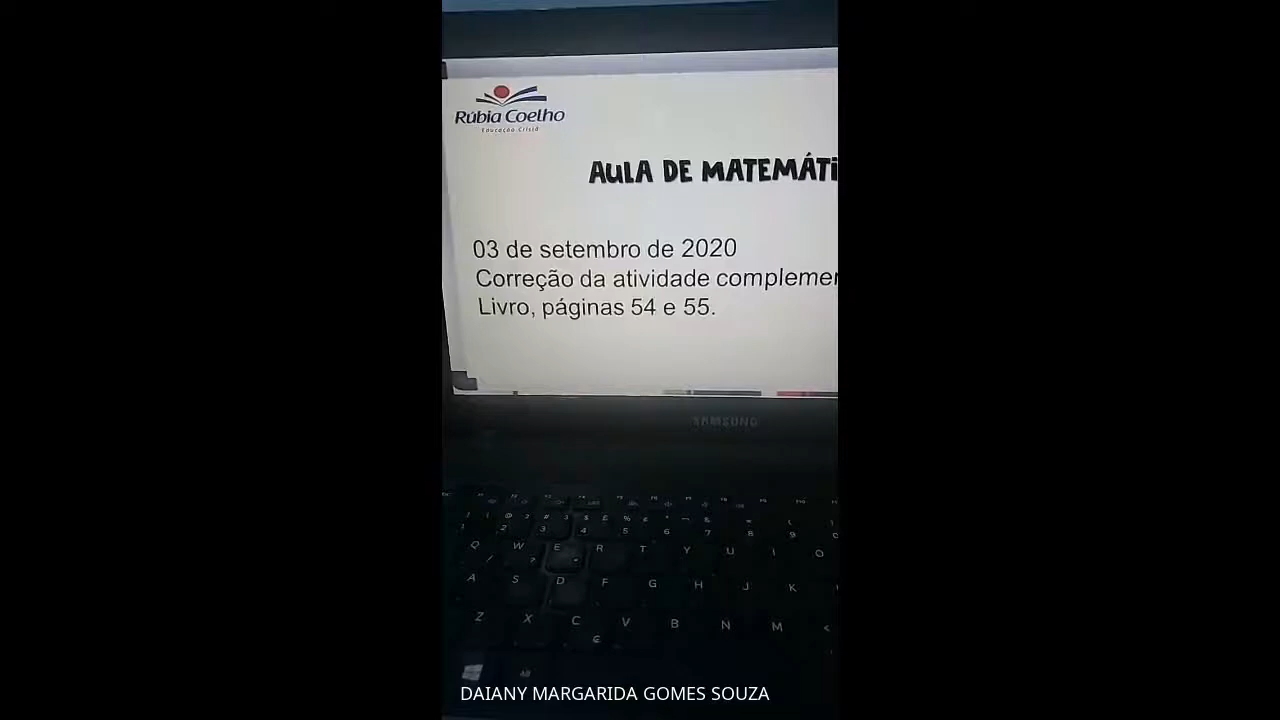 Rúbia Coelho
Educação Cristã
AULA DE MATEMÁTI
03 de setembro de 2020
Correção da atividade complemen
Livro, páginas 54 e 55.
SAMSUNG
Q W E R T Y U I O
A S D F G H J K
Z X C V B N M <
DAIANY MARGARIDA GOMES SOUZA